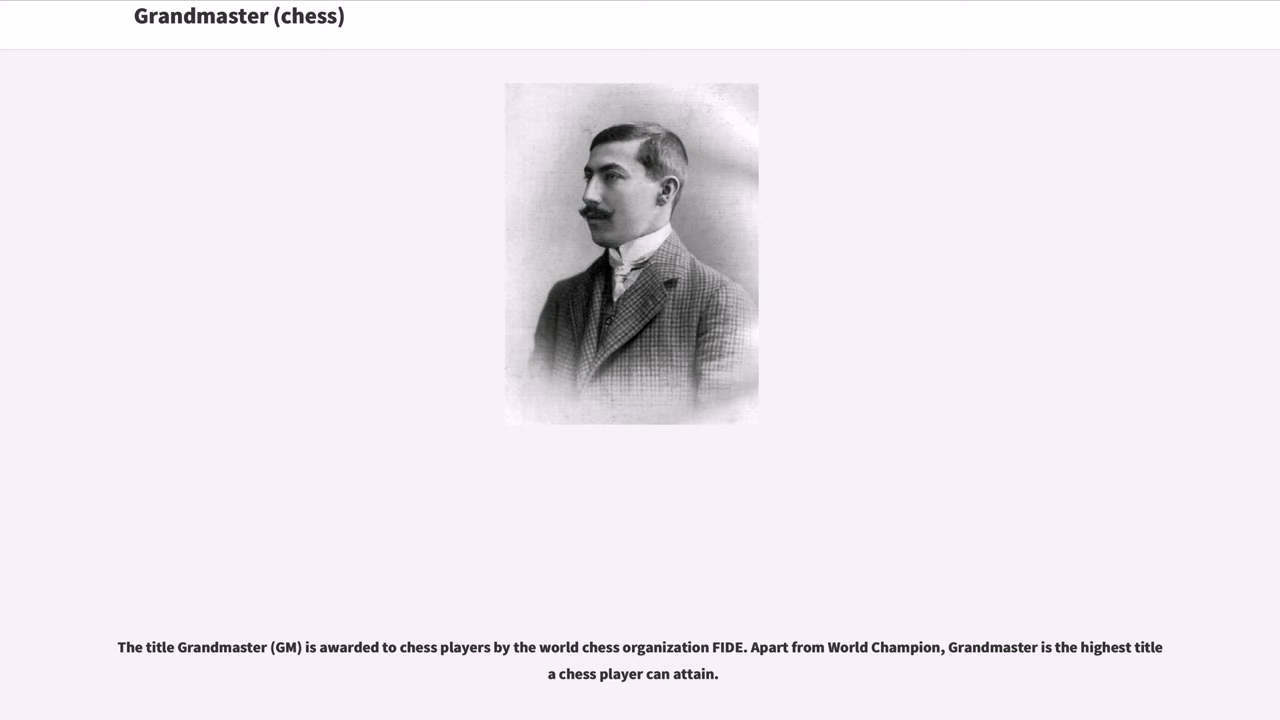 Grandmaster (chess)
The title Grandmaster (GM) is awarded to chess players by the world chess organization FIDE. Apart from World Champion, Grandmaster is the highest title
a chess player can attain.